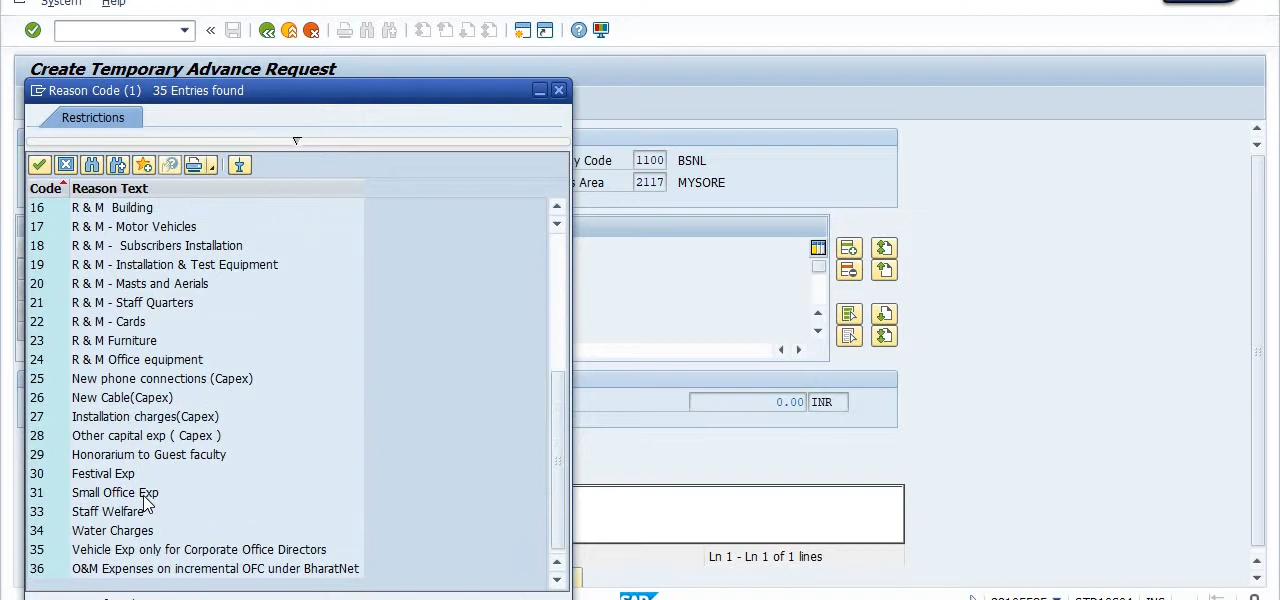 System Help
Create Temporary Advance Request
Reason Code (1) 35 Entries found
Restrictions
y Code 1100 BSNL
s Area 2117 MYSORE
Code Reason Text
16 R & M Building
17 R & M - Motor Vehicles
18 R & M - Subscribers Installation
19 R & M - Installation & Test Equipment
20 R & M - Masts and Aerials
21 R & M - Staff Quarters
22 R & M - Cards
23 R & M Furniture
24 R & M Office equipment
25 New phone connections (Capex)
26 New Cable(Capex)
27 Installation charges(Capex)
28 Other capital exp ( Capex )
29 Honorarium to Guest faculty
30 Festival Exp
31 Small Office Exp
33 Staff Welfare
34 Water Charges
35 Vehicle Exp only for Corporate Office Directors
36 O&M Expenses on incremental OFC under BharatNet
0.00 INR
Ln 1 - Ln 1 of 1 lines
SAP